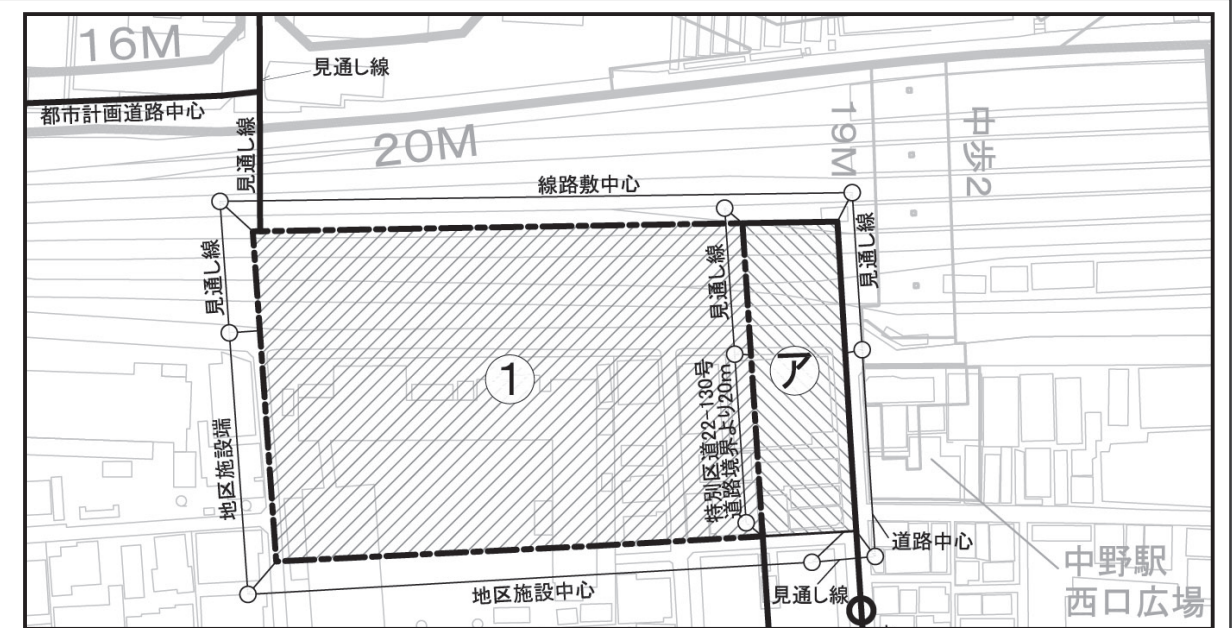 16M
見通し線
都市計画道路中心
見通し線
20M
19M
中歩2
線路敷中心
見通し線
見通し線
見通し線
1
ア
特別区道22-130号
道路境界より20m
地区施設端
道路中心
地区施設中心
見通し線
中野駅
西口広場